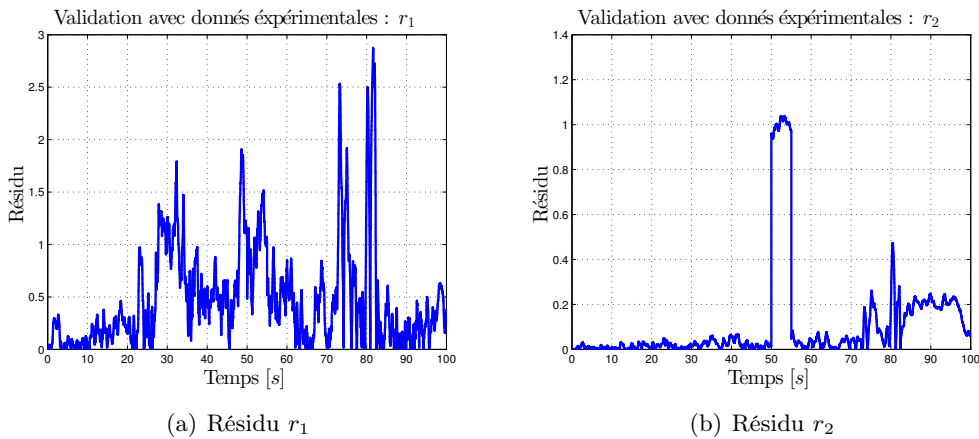 Validation avec donnés éxpérimentales : r₁
3
2.5
2
1.5
1
0.5
0
Résidu
0 10 20 30 40 50 60 70 80 90 100
Temps [s]
(a) Résidu r₁
Validation avec donnés éxpérimentales : r₂
1.4
1.2
1
0.8
0.6
0.4
0.2
0
Résidu
0 10 20 30 40 50 60 70 80 90 100
Temps [s]
(b) Résidu r₂